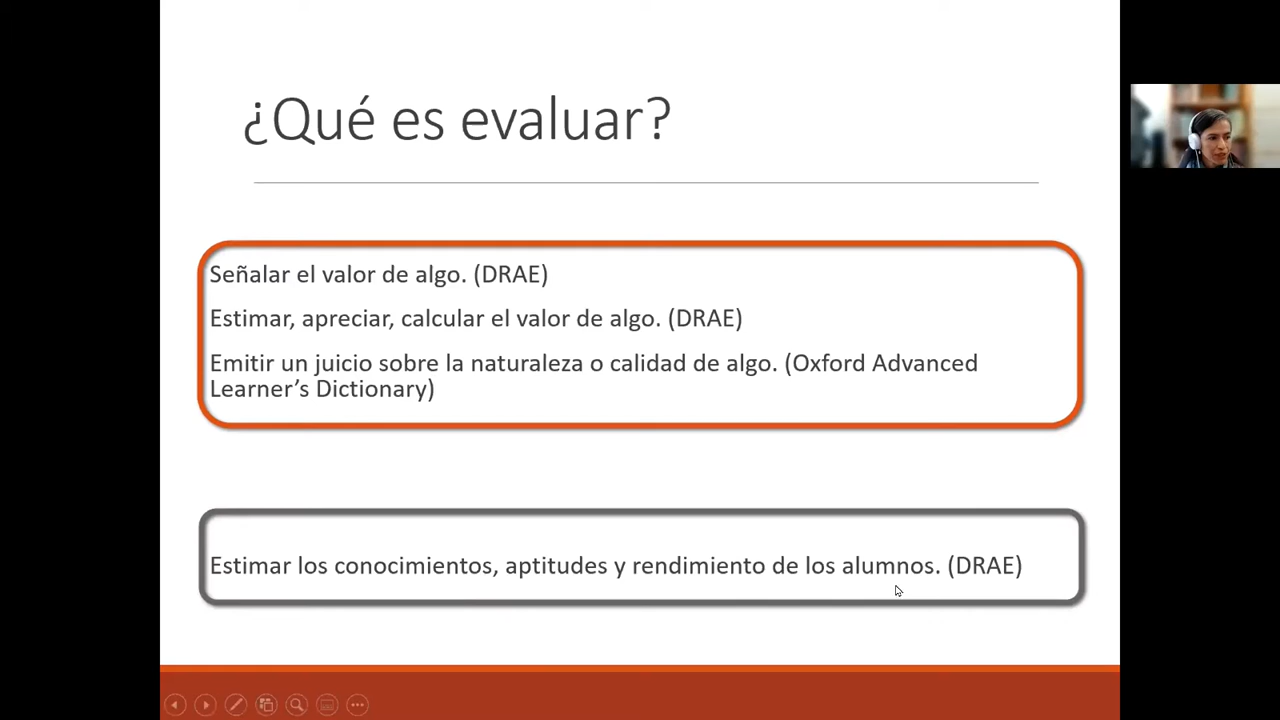 ¿Qué es evaluar?
Señalar el valor de algo. (DRAE)
Estimar, apreciar, calcular el valor de algo. (DRAE)
Emitir un juicio sobre la naturaleza o calidad de algo. (Oxford Advanced
Learner’s Dictionary)
Estimar los conocimientos, aptitudes y rendimiento de los alumnos. (DRAE)